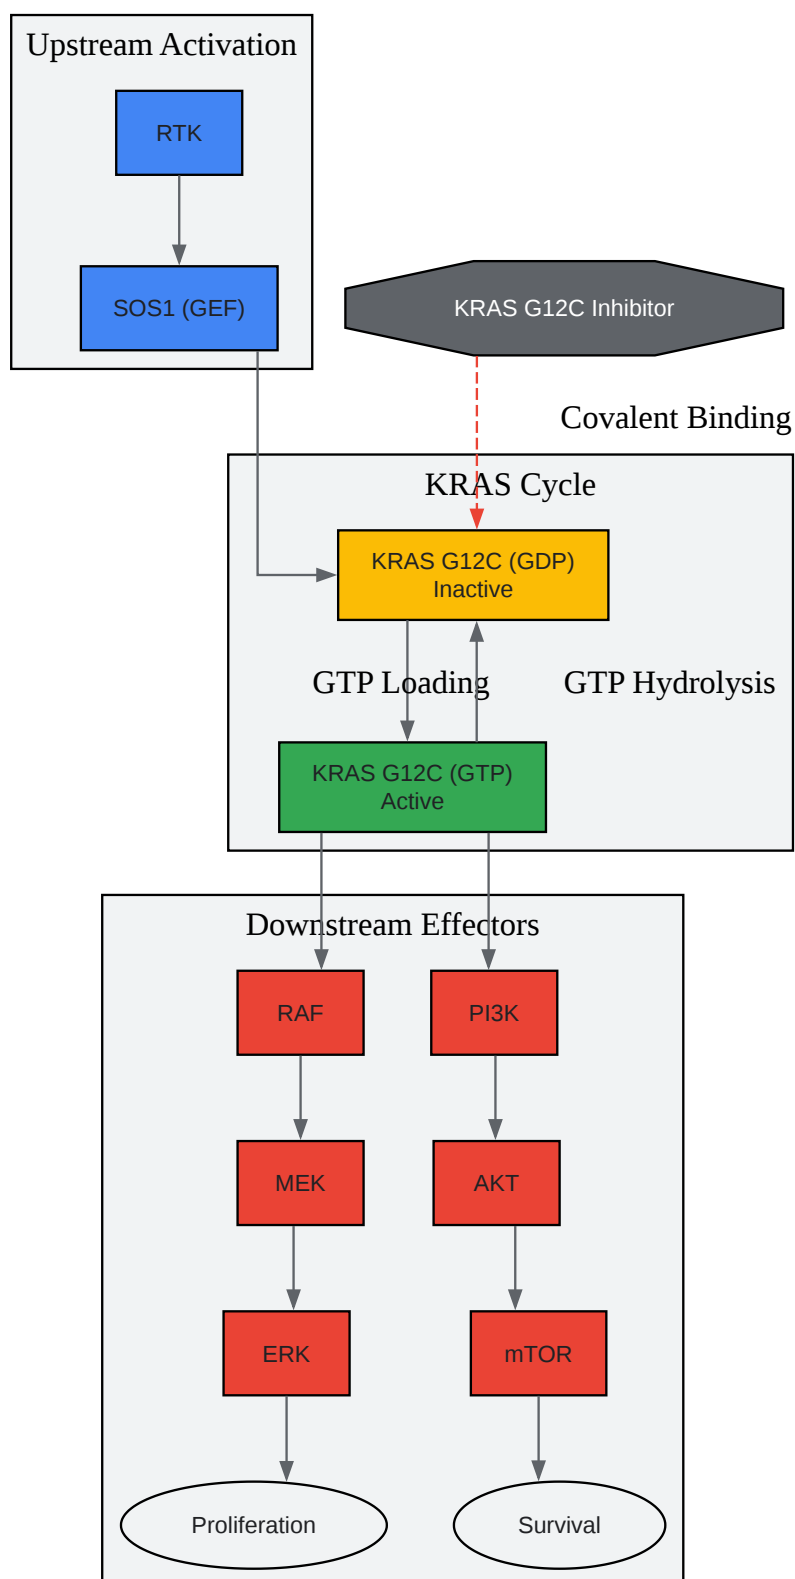 Upstream Activation
RTK
SOS1 (GEF)
KRAS G12C Inhibitor
Covalent Binding
KRAS Cycle
KRAS G12C (GDP)
Inactive
GTP Loading
GTP Hydrolysis
KRAS G12C (GTP)
Active
Downstream Effectors
RAF
PI3K
MEK
AKT
ERK
mTOR
Proliferation
Survival